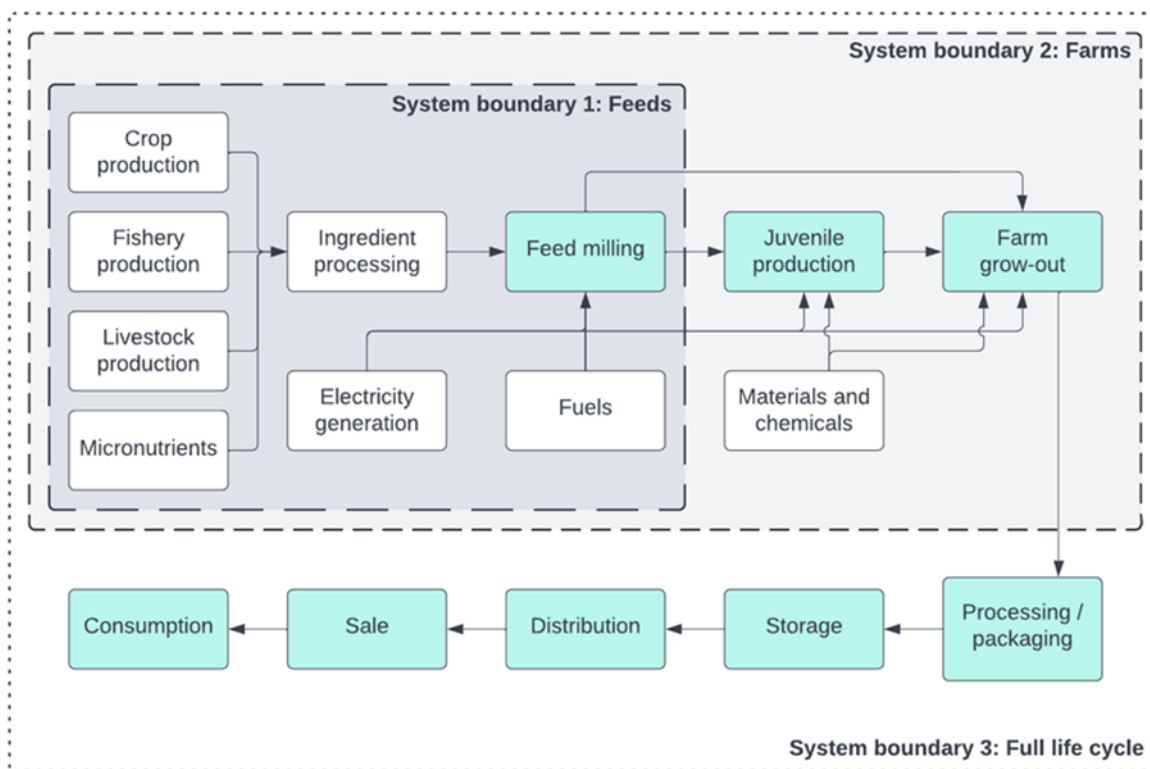 System boundary 2: Farms
System boundary 1: Feeds
Crop
production
Fishery
production
Livestock
production
Micronutrients
Ingredient
processing
Feed milling
Juvenile
production
Farm
grow-out
Electricity
generation
Fuels
Materials and
chemicals
Processing /
packaging
Storage
Distribution
Sale
Consumption
System boundary 3: Full life cycle